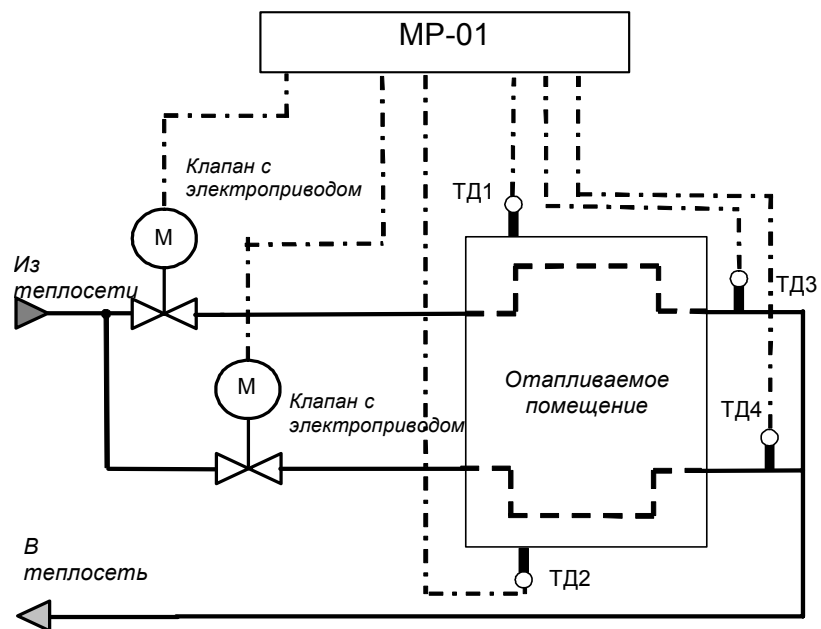 МР-01
Клапан с
электроприводом
ТД1
М
Из
теплосети
ТД3
М
Клапан с
электроприводом
Отапливаемое
помещение
ТД4
В
теплосеть
ТД2